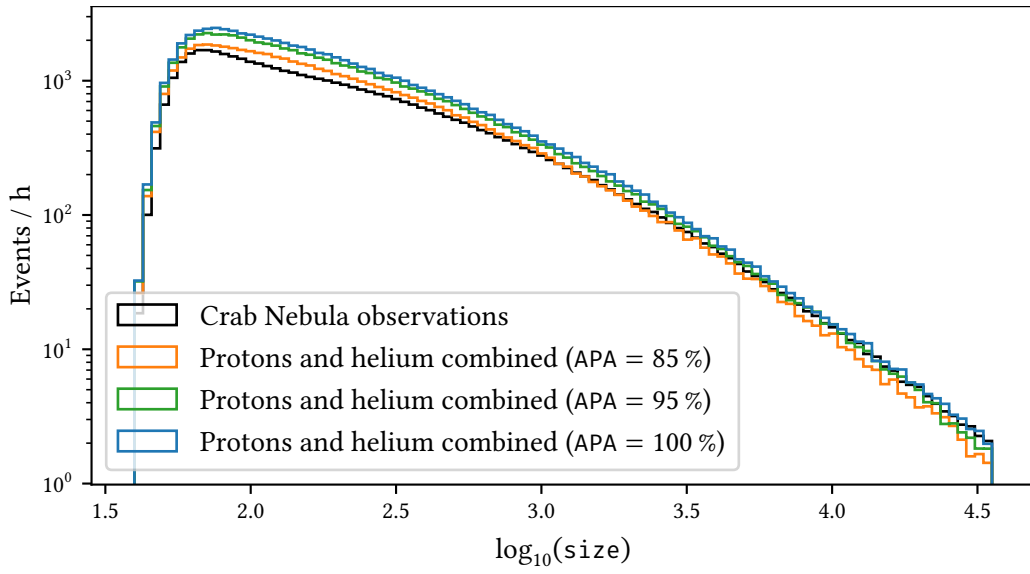 10³
10²
10¹
10⁰
Events / h
Crab Nebula observations
Protons and helium combined (APA = 85 %)
Protons and helium combined (APA = 95 %)
Protons and helium combined (APA = 100 %)
1.5 2.0 2.5 3.0 3.5 4.0 4.5
log₁₀(size)